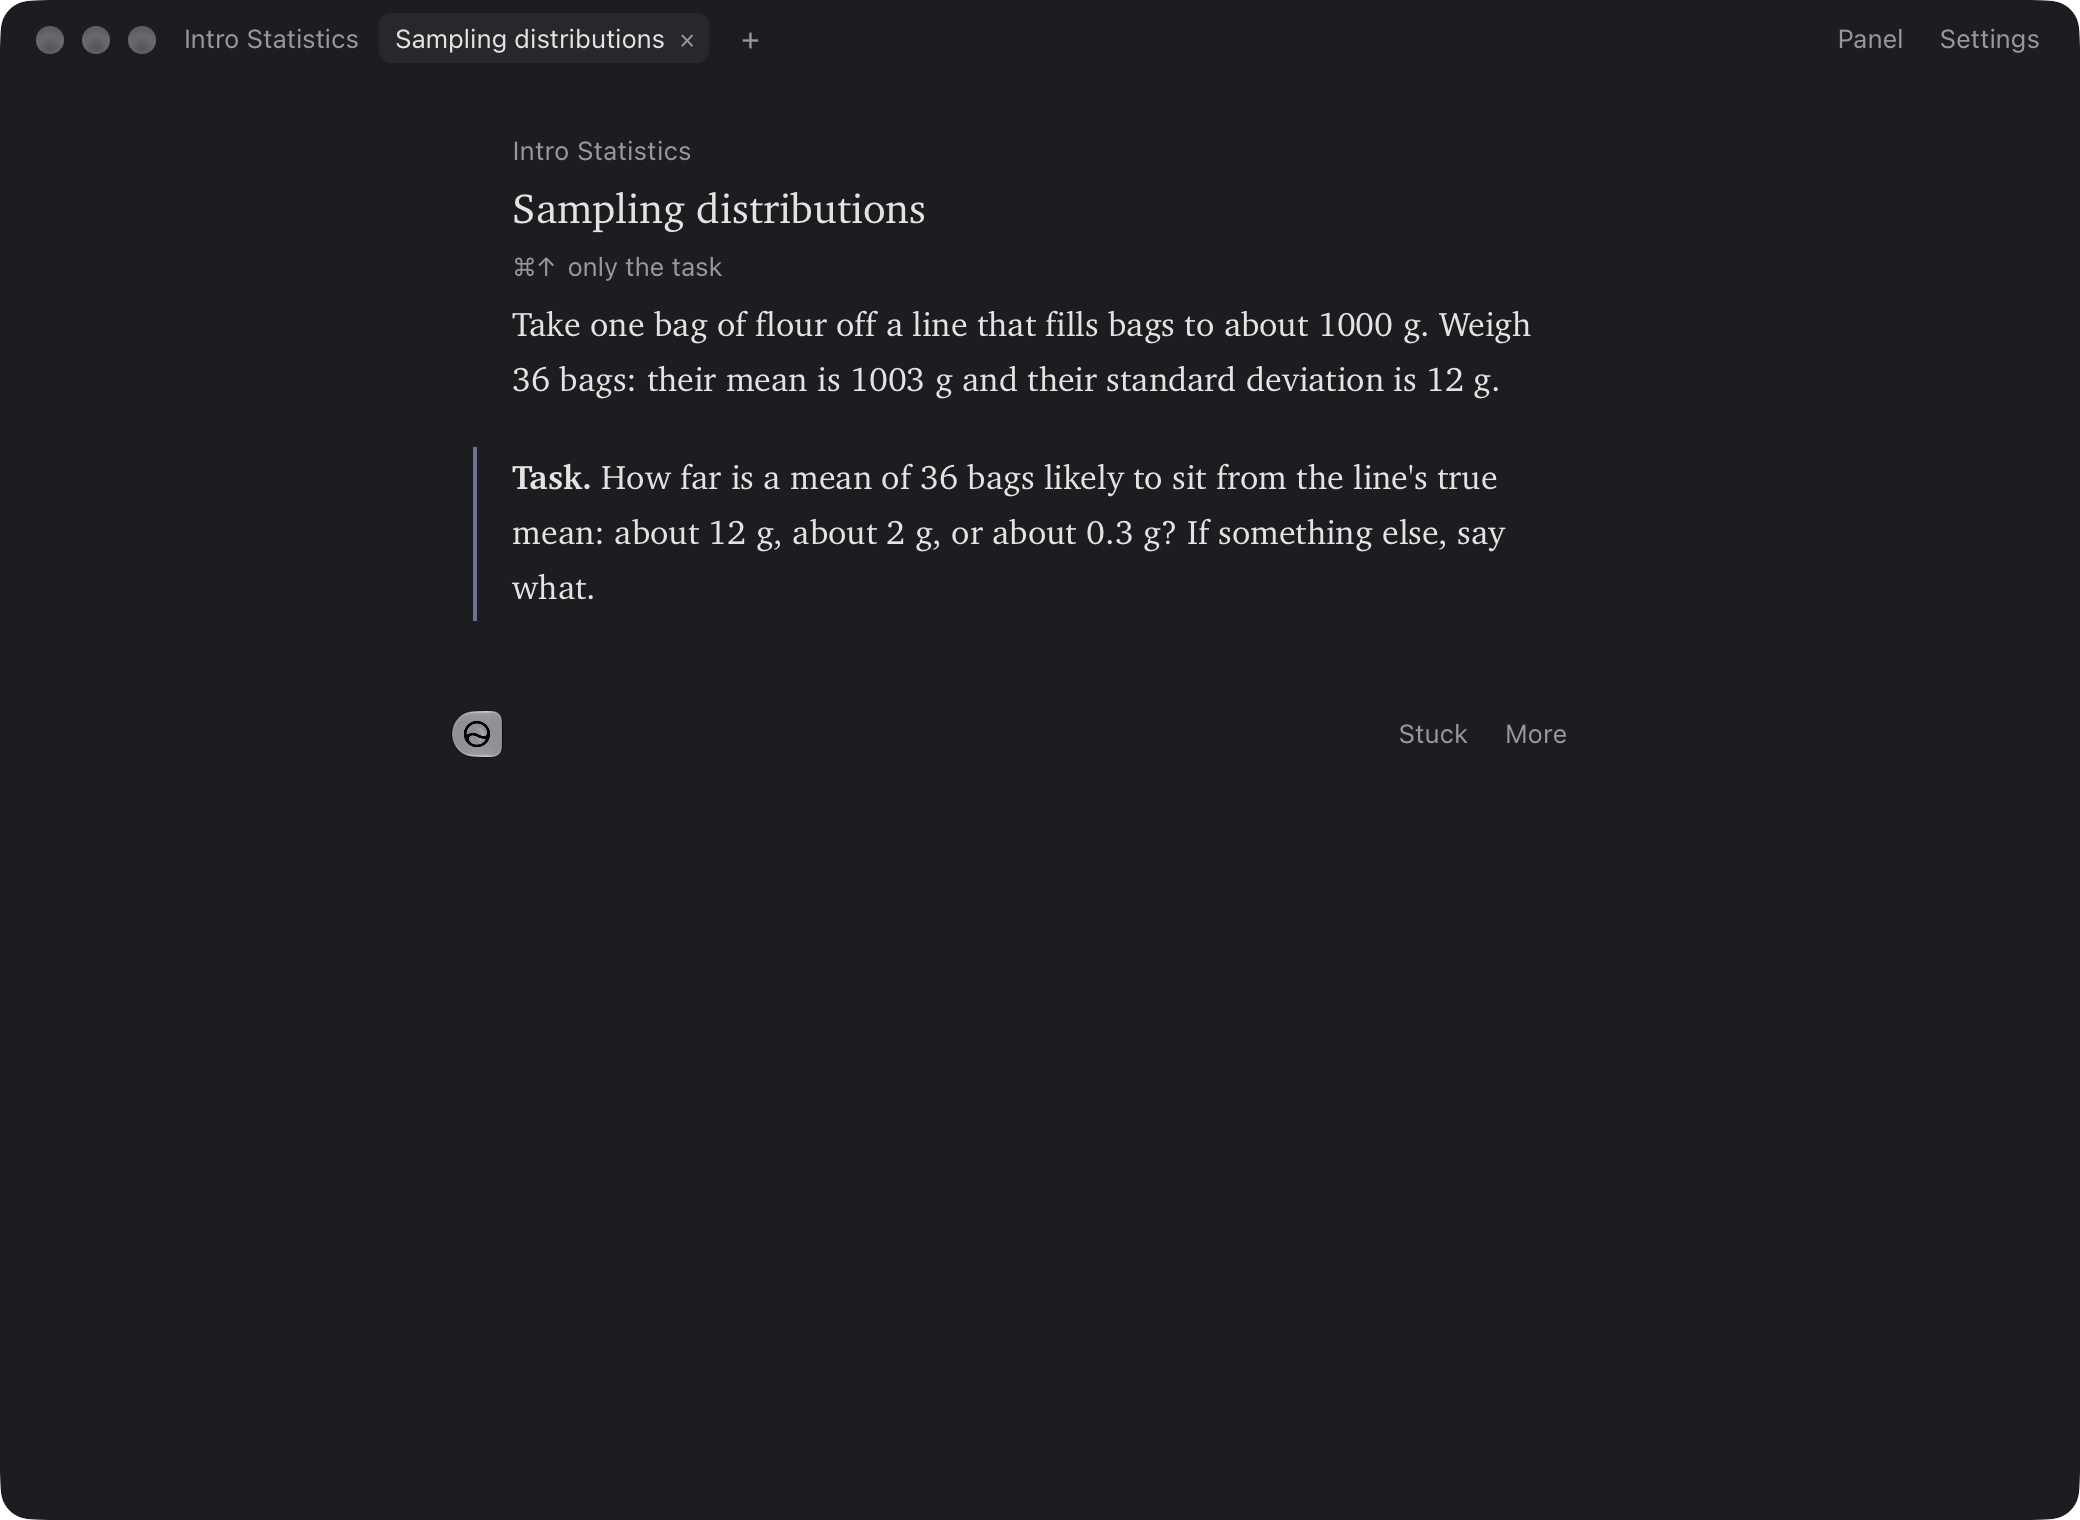 Intro Statistics
Sampling distributions ×
+
Panel
Settings
Intro Statistics
Sampling distributions
⌘↑ only the task
Take one bag of flour off a line that fills bags to about 1000 g. Weigh
36 bags: their mean is 1003 g and their standard deviation is 12 g.
Task. How far is a mean of 36 bags likely to sit from the line's true
mean: about 12 g, about 2 g, or about 0.3 g? If something else, say
what.
Stuck
More